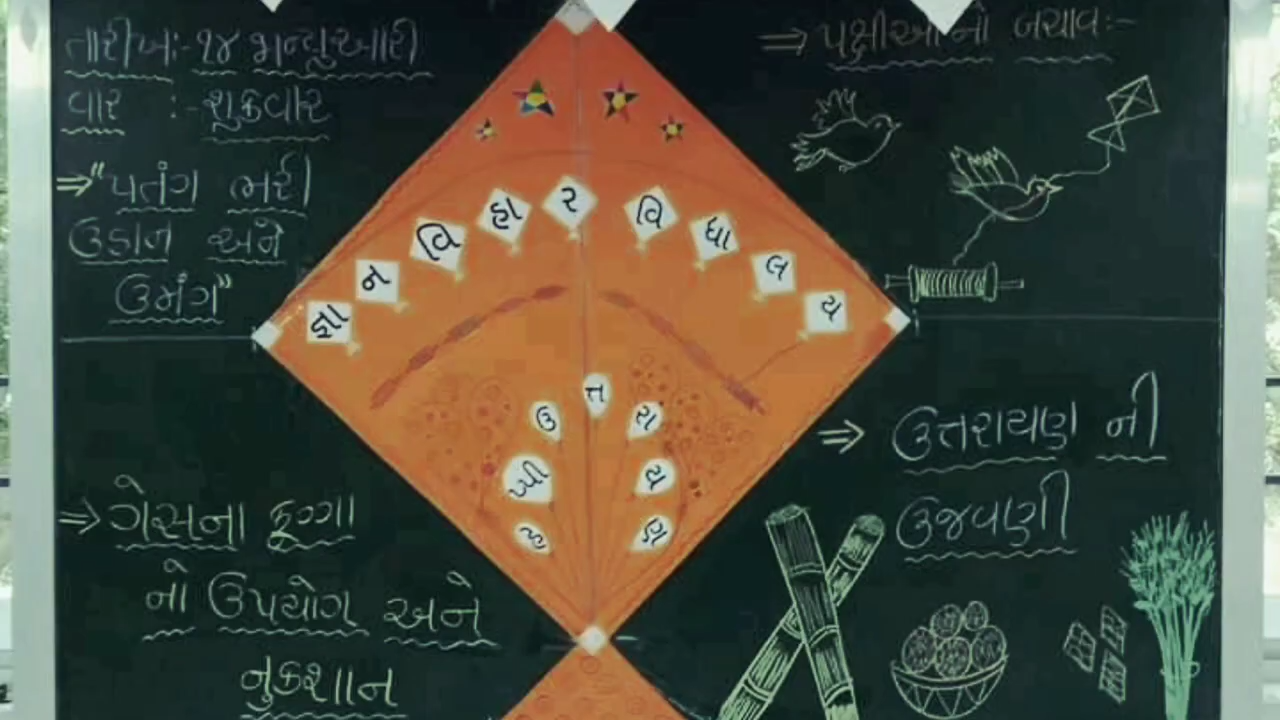 તારીખ:- ૧૪ જાન્યુઆરી
વાર :- શુક્રવાર
⇒ "પતંગ ભરી
ઉડાન અને
ઉમંગ"
⇒ પક્ષીઓનો બચાવ:-
જ્ઞાનવિહાર વિધાલય
હેપ્પી ઉત્તરાયણ
⇒ ઉત્તરાયણ ની
ઉજવણી
⇒ ગેસના ફૂગ્ગા
નો ઉપયોગ અને
નુકશાન